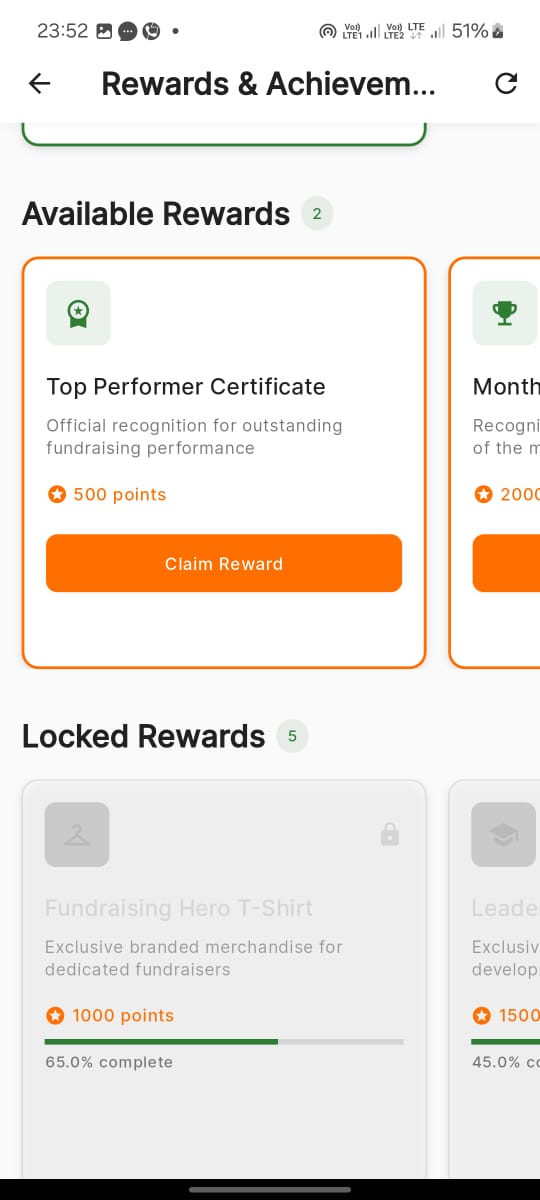 23:52
Vo)) LTE1 Vo)) LTE2 LTE 51%
Rewards & Achievem...
Available Rewards 2
Top Performer Certificate
Official recognition for outstanding
fundraising performance
500 points
Claim Reward
Month
Recogni
of the m
2000
Locked Rewards 5
Fundraising Hero T-Shirt
Exclusive branded merchandise for
dedicated fundraisers
1000 points
65.0% complete
Leade
Exclusiv
develop
1500
45.0% co